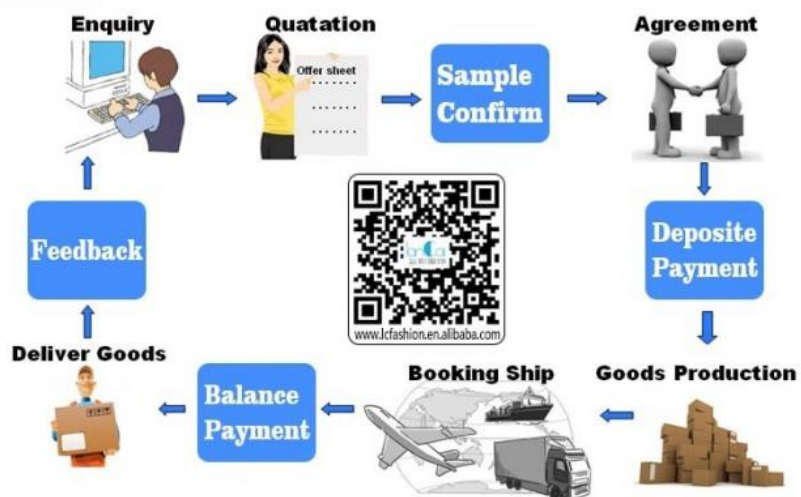 Enquiry
Quatation
Agreement
Offer sheet
Sample
Confirm
Feedback
Deposite
Payment
www.lcfashion.en.alibaba.com
Deliver Goods
Balance
Payment
Booking Ship
Goods Production